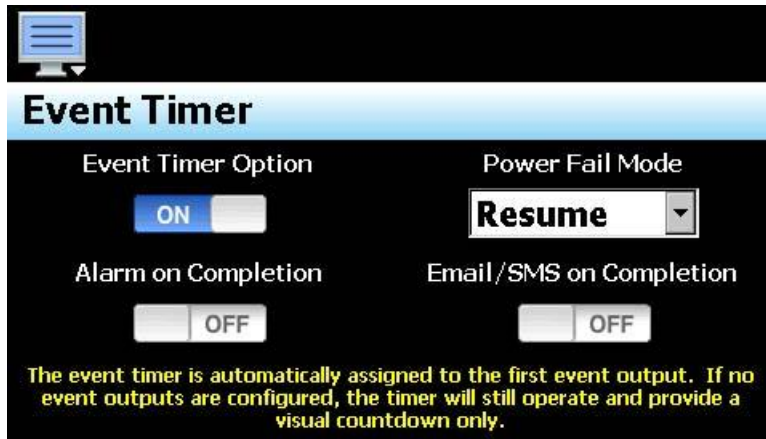 Event Timer
Event Timer Option
Power Fail Mode
ON
Resume
Alarm on Completion
Email/SMS on Completion
OFF
OFF
The event timer is automatically assigned to the first event output. If no
event outputs are configured, the timer will still operate and provide a
visual countdown only.